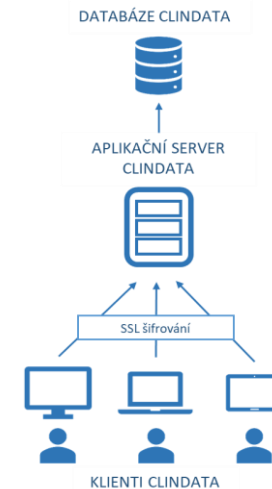 DATABÁZE CLINDATA
APLIKAČNÍ SERVER
CLINDATA
SSL šifrování
KLIENTI CLINDATA